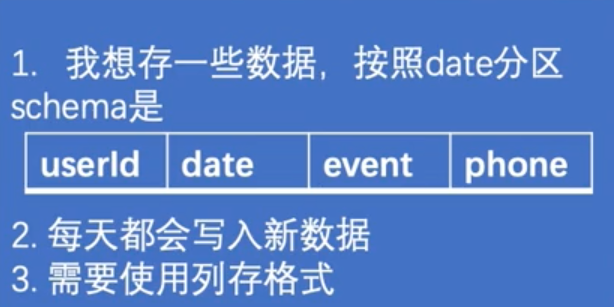 1. 我想存一些数据，按照date分区
schema是
userId date event phone
2. 每天都会写入新数据
3. 需要使用列存格式